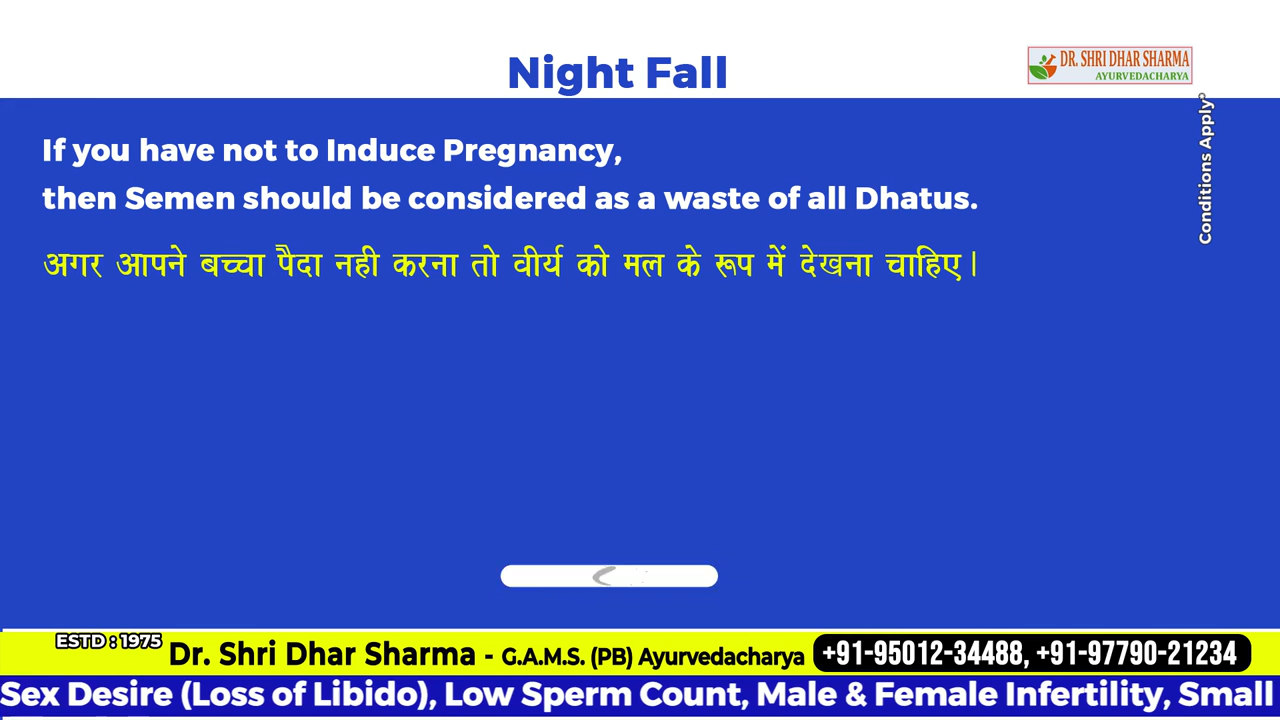 Night Fall
DR. SHRI DHAR SHARMA
AYURVEDACHARYA
Conditions Apply
If you have not to Induce Pregnancy,
then Semen should be considered as a waste of all Dhatus.
अगर आपने बच्चा पैदा नही करना तो वीर्य को मल के रूप में देखना चाहिए।
ESTD : 1975
Dr. Shri Dhar Sharma - G.A.M.S. (PB) Ayurvedacharya +91-95012-34488, +91-97790-21234
Sex Desire (Loss of Libido), Low Sperm Count, Male & Female Infertility, Small